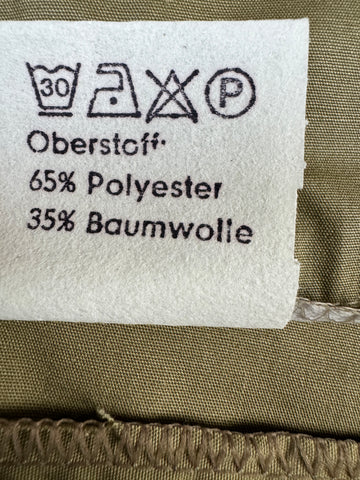 30 P
Oberstoff:
65% Polyester
35% Baumwolle